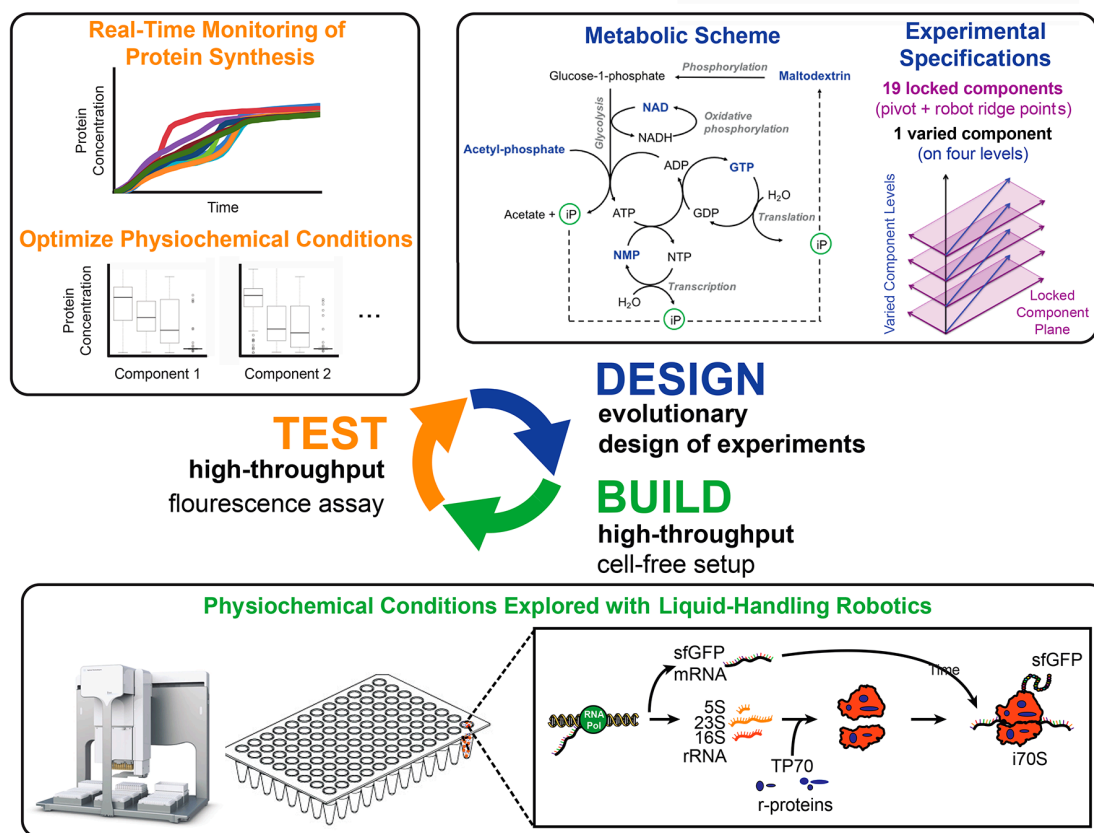 Real-Time Monitoring of
Protein Synthesis
Protein
Concentration
Time
Optimize Physiochemical Conditions
Protein
Concentration
Component 1
Component 2
...
Metabolic Scheme
Glucose-1-phosphate
Phosphorylation
Maltodextrin
Glycolysis
NAD
NADH
Oxidative
phosphorylation
Acetyl-phosphate
ADP
GTP
Acetate + iP
ATP
GDP
H2O
Translation
iP
NMP
NTP
H2O
Transcription
iP
Experimental
Specifications
19 locked components
(pivot + robot ridge points)
1 varied component
(on four levels)
Varied Component Levels
Locked
Component
Plane
TEST
high-throughput
flourescence assay
DESIGN
evolutionary
design of experiments
BUILD
high-throughput
cell-free setup
Physiochemical Conditions Explored with Liquid-Handling Robotics
RNA
Pol
sfGFP
mRNA
5S
23S
16S
rRNA
TP70
r-proteins
Time
sfGFP
i70S